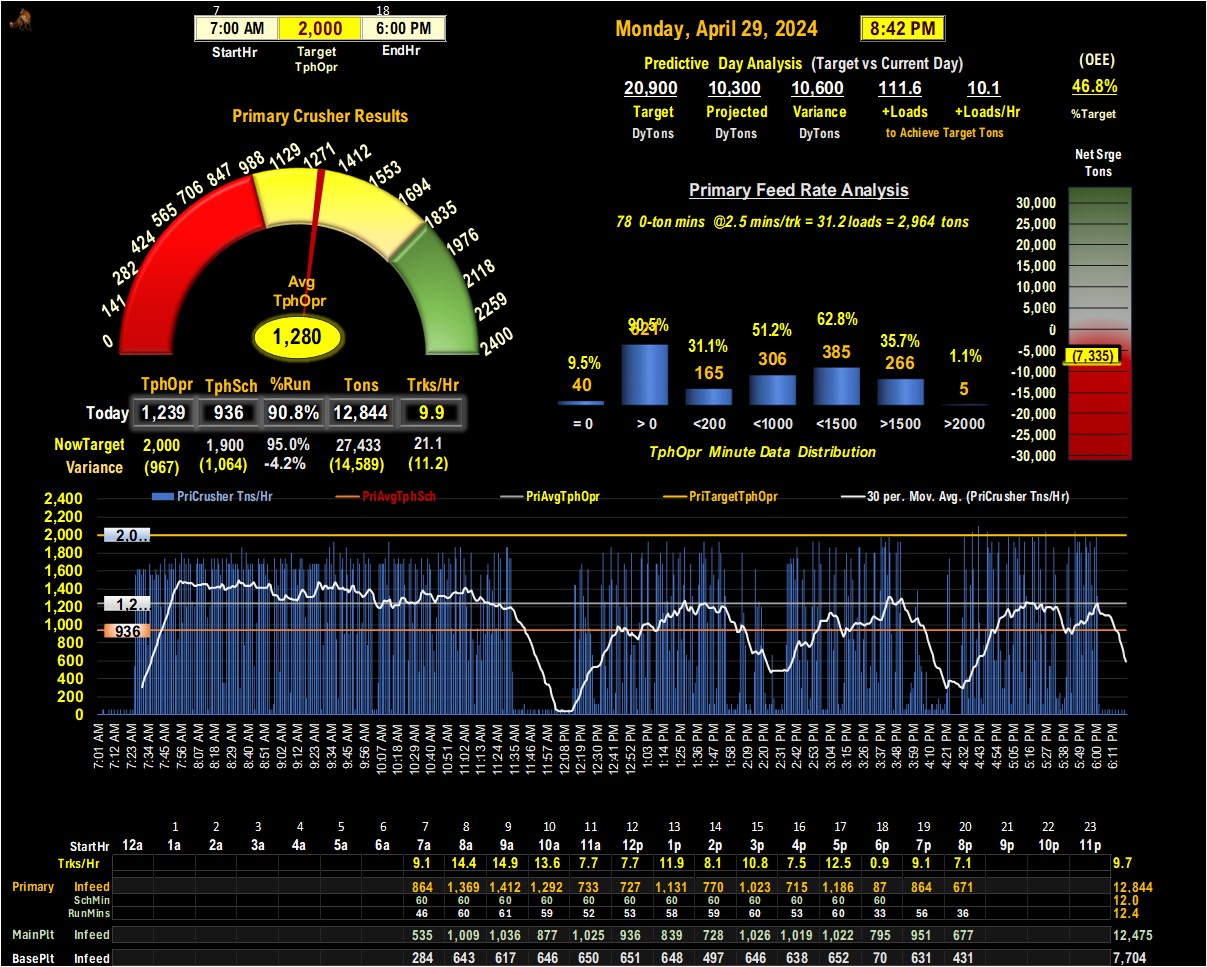 7 18
7:00 AM 2,000 6:00 PM
StartHr Target TphOpr EndHr
Monday, April 29, 2024 8:42 PM
Predictive Day Analysis (Target vs Current Day)
20,900 10,300 10,600 111.6 10.1
Target Projected Variance +Loads +Loads/Hr
DyTons DyTons DyTons to Achieve Target Tons
(OEE)
46.8%
%Target
Primary Crusher Results
0 141 282 424 565 706 847 988 1129 1271 1412 1553 1694 1835 1976 2118 2259 2400
Avg
TphOpr
1,280
TphOpr TphSch %Run Tons Trks/Hr
Today 1,239 936 90.8% 12,844 9.9
NowTarget 2,000 1,900 95.0% 27,433 21.1
Variance (967) (1,064) -4.2% (14,589) (11.2)
Primary Feed Rate Analysis
78 0-ton mins @2.5 mins/trk = 31.2 loads = 2,964 tons
9.5% 90.5% 31.1% 51.2% 62.8% 35.7% 1.1%
40 165 306 385 266 5
= 0 > 0 <200 <1000 <1500 >1500 >2000
TphOpr Minute Data Distribution
Net Srge
Tons
30,000
25,000
20,000
15,000
10,000
5,000
0
-5,000
(7,335)
-10,000
-15,000
-20,000
-25,000
-30,000
PriCrusher Tns/Hr PriAvgTphSch PriAvgTphOpr PriTargetTphOpr 30 per. Mov. Avg. (PriCrusher Tns/Hr)
2,400
2,200
2,000 2,0..
1,800
1,600
1,400
1,200 1,2..
1,000 936
800
600
400
200
0
7:01 AM 7:12 AM 7:23 AM 7:34 AM 7:45 AM 7:56 AM 8:07 AM 8:18 AM 8:29 AM 8:40 AM 8:51 AM 9:02 AM 9:12 AM 9:23 AM 9:34 AM 9:45 AM 9:56 AM 10:07 AM 10:18 AM 10:29 AM 10:40 AM 10:51 AM 11:02 AM 11:13 AM 11:24 AM 11:35 AM 11:46 AM 11:57 AM 12:08 PM 12:19 PM 12:30 PM 12:41 PM 12:52 PM 1:03 PM 1:14 PM 1:25 PM 1:36 PM 1:47 PM 1:58 PM 2:09 PM 2:20 PM 2:31 PM 2:42 PM 2:53 PM 3:04 PM 3:15 PM 3:26 PM 3:37 PM 3:48 PM 3:59 PM 4:10 PM 4:21 PM 4:32 PM 4:43 PM 4:54 PM 5:05 PM 5:16 PM 5:27 PM 5:38 PM 5:49 PM 6:00 PM 6:11 PM
1 2 3 4 5 6 7 8 9 10 11 12 13 14 15 16 17 18 19 20 21 22 23
StartHr 12a 1a 2a 3a 4a 5a 6a 7a 8a 9a 10a 11a 12p 1p 2p 3p 4p 5p 6p 7p 8p 9p 10p 11p
Trks/Hr 9.1 14.4 14.9 13.6 7.7 7.7 11.9 8.1 10.8 7.5 12.5 0.9 9.1 7.1 9.7
Primary Infeed 864 1,369 1,412 1,292 733 727 1,131 770 1,023 715 1,186 87 864 671 12,844
SchMin 60 60 60 60 60 60 60 60 60 60 60 60 12.0
RunMins 46 60 61 59 52 53 58 59 60 53 60 33 56 36 12.4
MainPlt Infeed 535 1,009 1,036 877 1,025 936 839 728 1,026 1,019 1,022 795 951 677 12,475
BasePlt Infeed 284 643 617 646 650 651 648 497 646 638 652 70 631 431 7,704